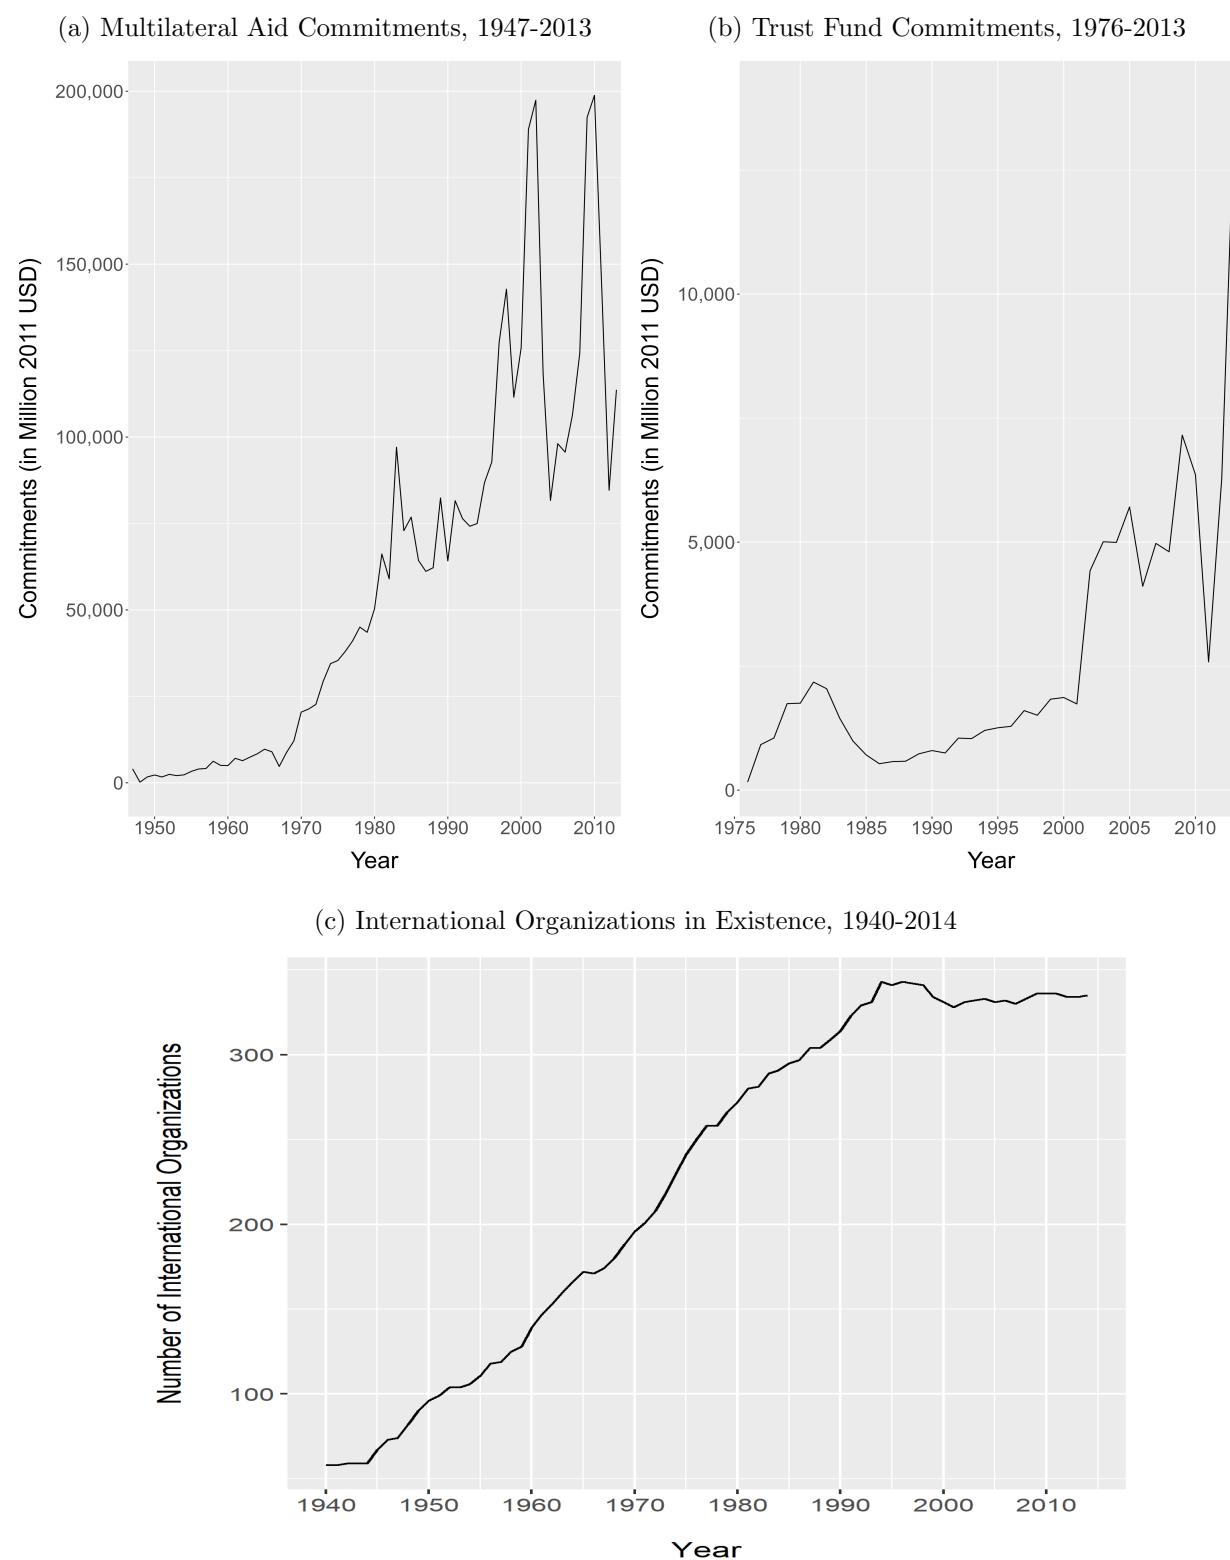 (a) Multilateral Aid Commitments, 1947-2013
200,000
150,000
100,000
50,000
0
Commitments (in Million 2011 USD)
1950 1960 1970 1980 1990 2000 2010
Year
(b) Trust Fund Commitments, 1976-2013
10,000
5,000
0
Commitments (in Million 2011 USD)
1975 1980 1985 1990 1995 2000 2005 2010
Year
(c) International Organizations in Existence, 1940-2014
300
200
100
Number of International Organizations
1940 1950 1960 1970 1980 1990 2000 2010
Year